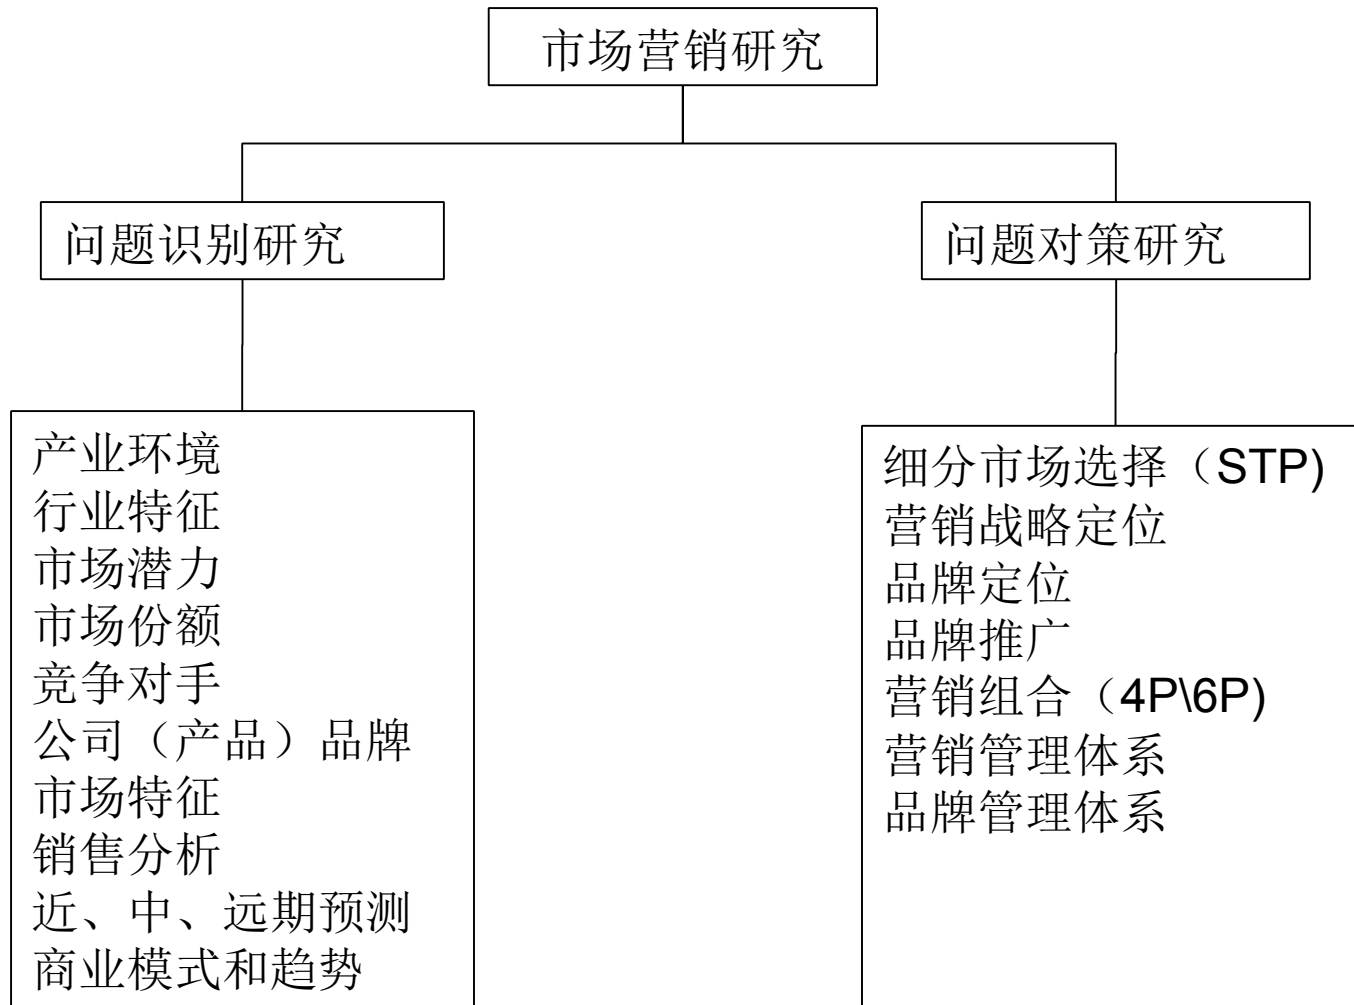 市场营销研究
问题识别研究
问题对策研究
产业环境
行业特征
市场潜力
市场份额
竞争对手
公司（产品）品牌
市场特征
销售分析
近、中、远期预测
商业模式和趋势
细分市场选择（STP)
营销战略定位
品牌定位
品牌推广
营销组合（4P\6P)
营销管理体系
品牌管理体系